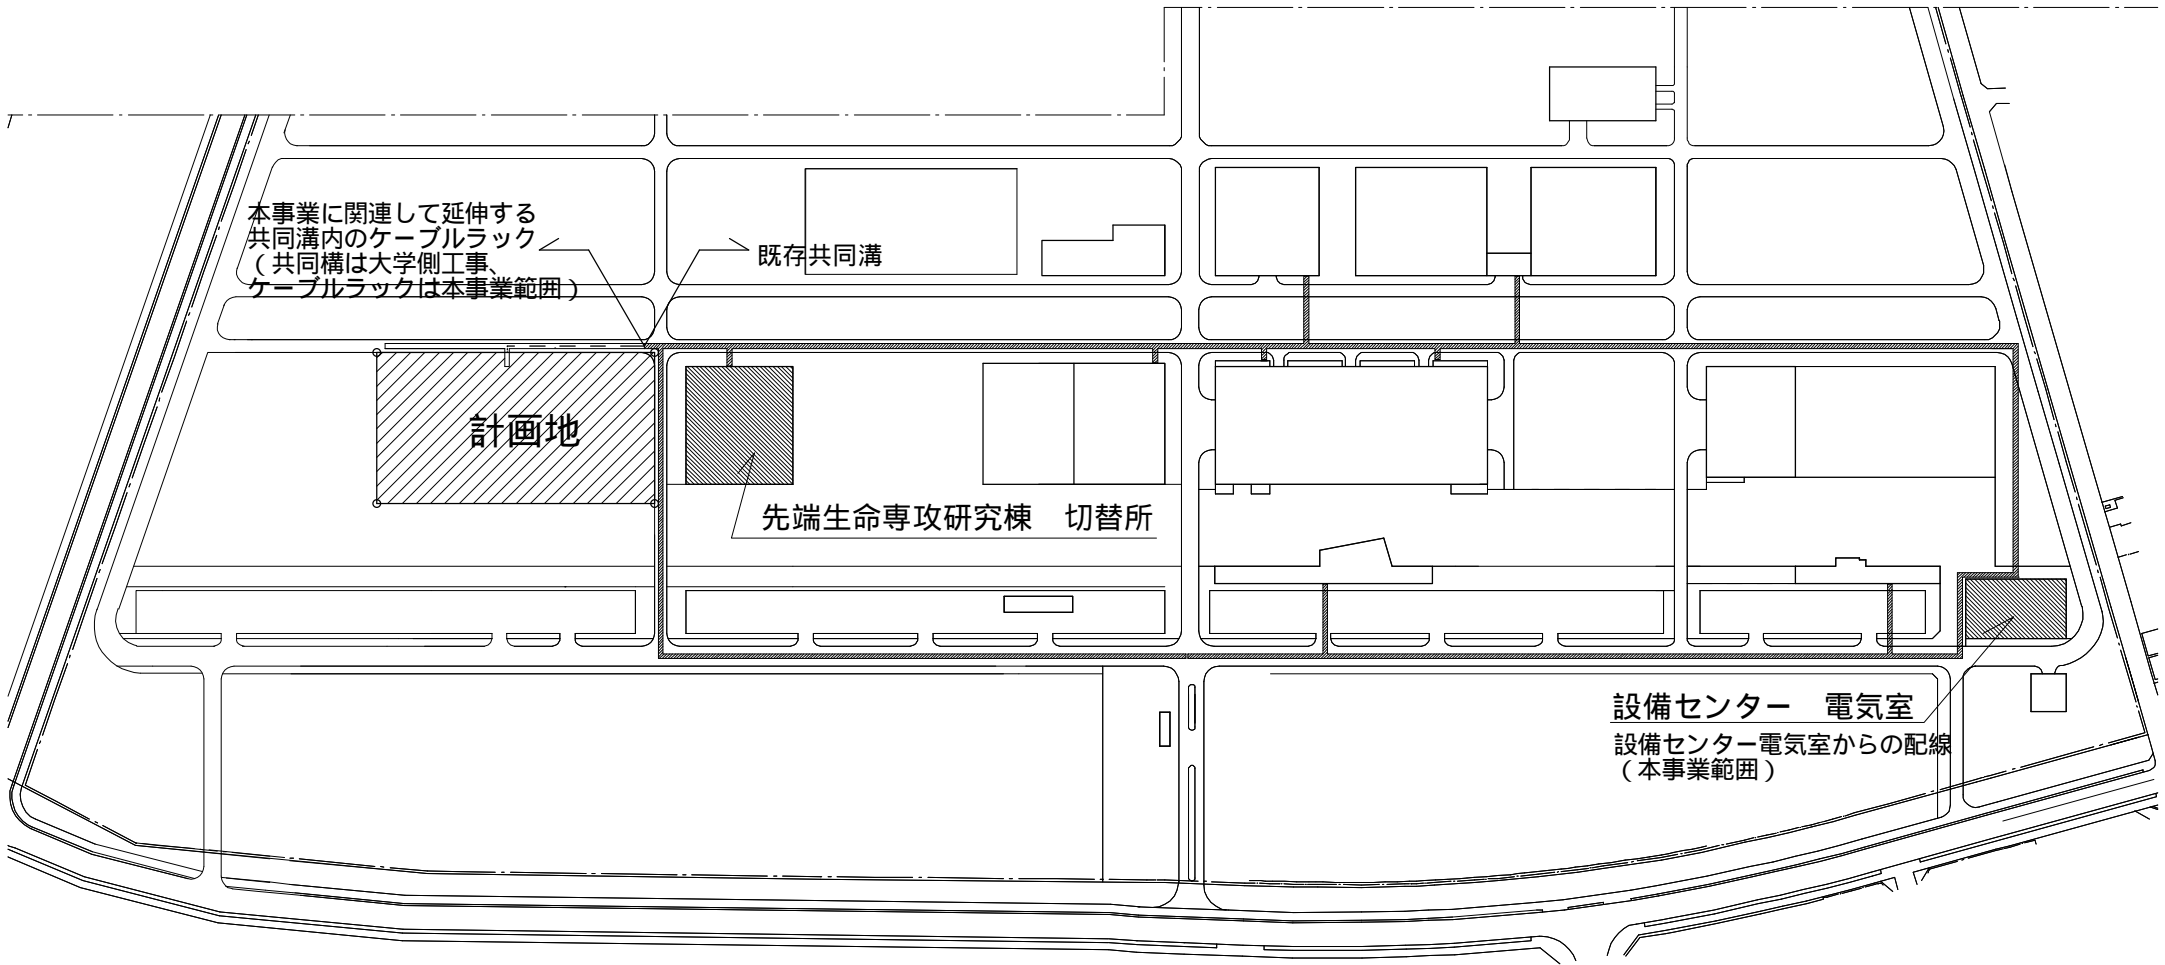 本事業に関連して延伸する
共同溝内のケーブルラック
（共同構は大学側工事、
ケーブルラックは本事業範囲）
既存共同溝
計画地
先端生命専攻研究棟　切替所
設備センター　電気室
設備センター電気室からの配線
（本事業範囲）